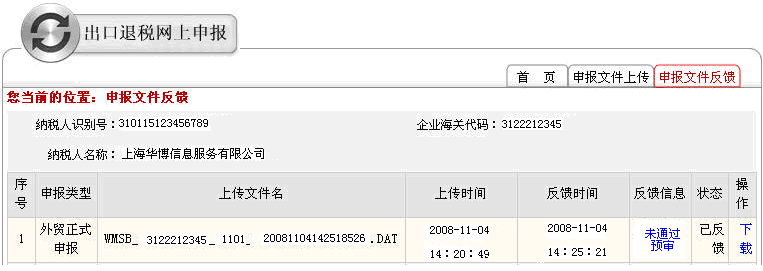 出口退税网上申报
首 页 申报文件上传 申报文件反馈
您当前的位置：申报文件反馈
纳税人识别号：310115123456789 企业海关代码：3122212345
纳税人名称：上海华博信息服务有限公司
序号 申报类型 上传文件名 上传时间 反馈时间 反馈信息 状态 操作
1 外贸正式申报 WMSB_ 3122212345_ 1101_ 20081104142518526.DAT 2008-11-04 14:20:49 2008-11-04 14:25:21 未通过预审 已反馈 下载